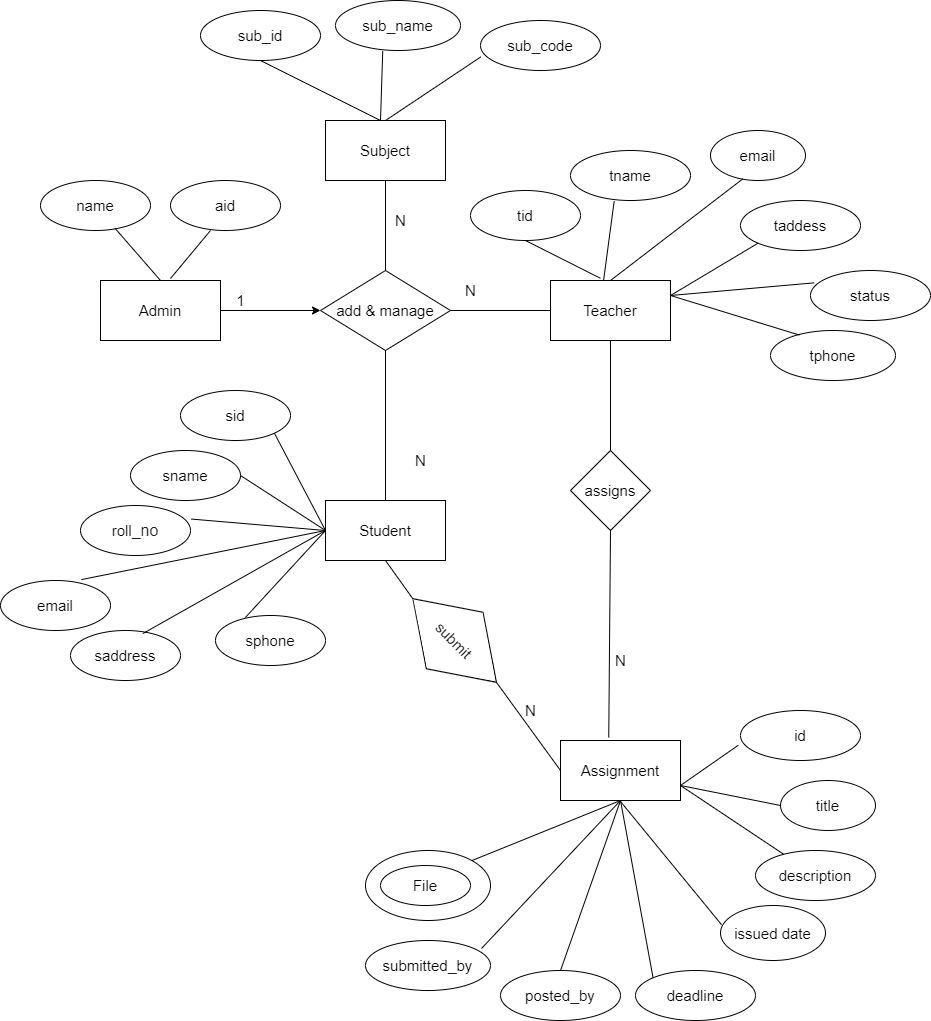 sub_id
sub_name
sub_code
Subject
email
tname
name
aid
tid
taddess
N
N
1
status
Admin
add & manage
Teacher
tphone
sid
N
sname
assigns
roll_no
Student
email
sphone
submit
saddress
N
N
id
Assignment
title
description
File
issued date
submitted_by
posted_by
deadline